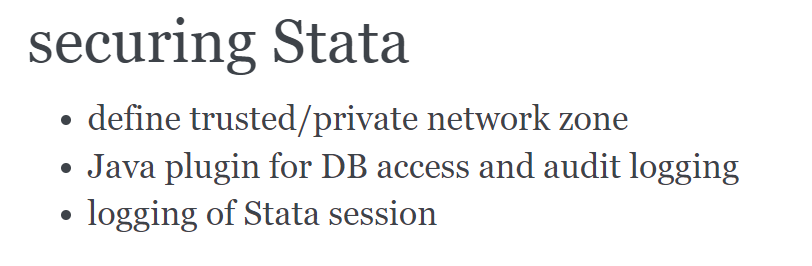 securing Stata
• define trusted/private network zone
• Java plugin for DB access and audit logging
• logging of Stata session